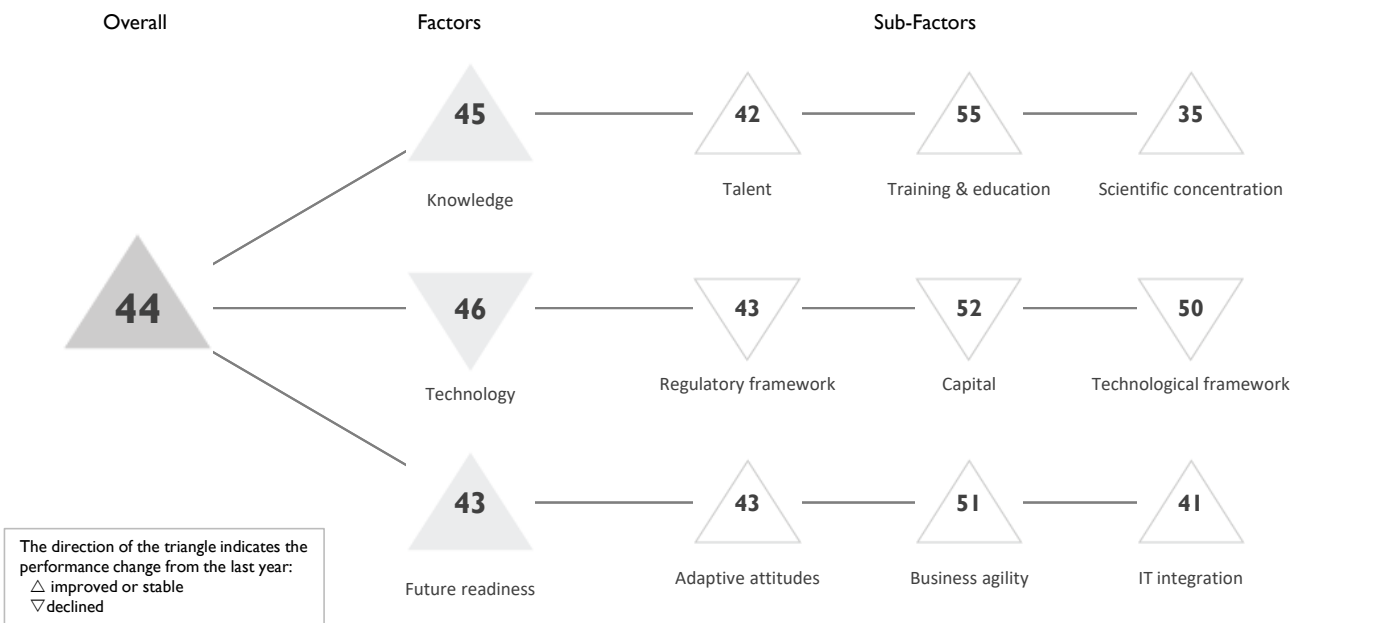 Overall
Factors
Sub-Factors
45
42
55
35
Knowledge
Talent
Training & education
Scientific concentration
44
46
43
52
50
Technology
Regulatory framework
Capital
Technological framework
43
43
51
41
Future readiness
Adaptive attitudes
Business agility
IT integration
The direction of the triangle indicates the
performance change from the last year:
△ improved or stable
▽ declined